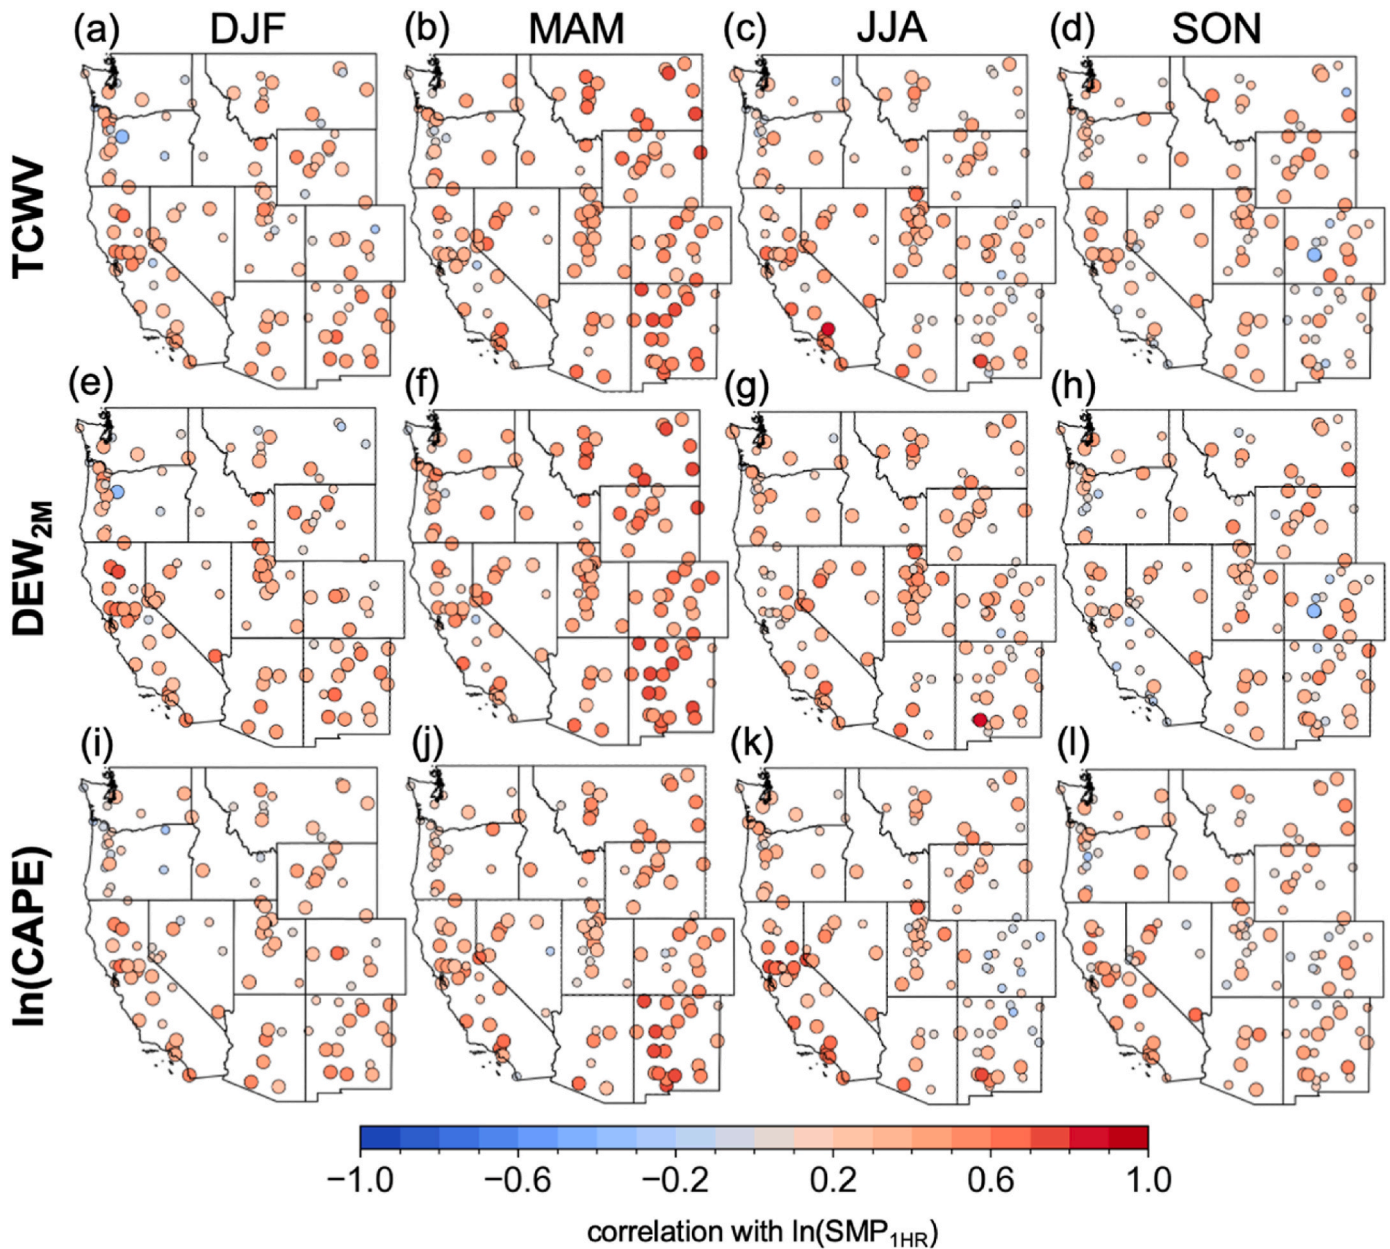 (a) DJF (b) MAM (c) JJA (d) SON
TCWV
(e) (f) (g) (h)
DEW2M
(i) (j) (k) (l)
ln(CAPE)
−1.0 −0.6 −0.2 0.2 0.6 1.0
correlation with ln(SMP1HR)